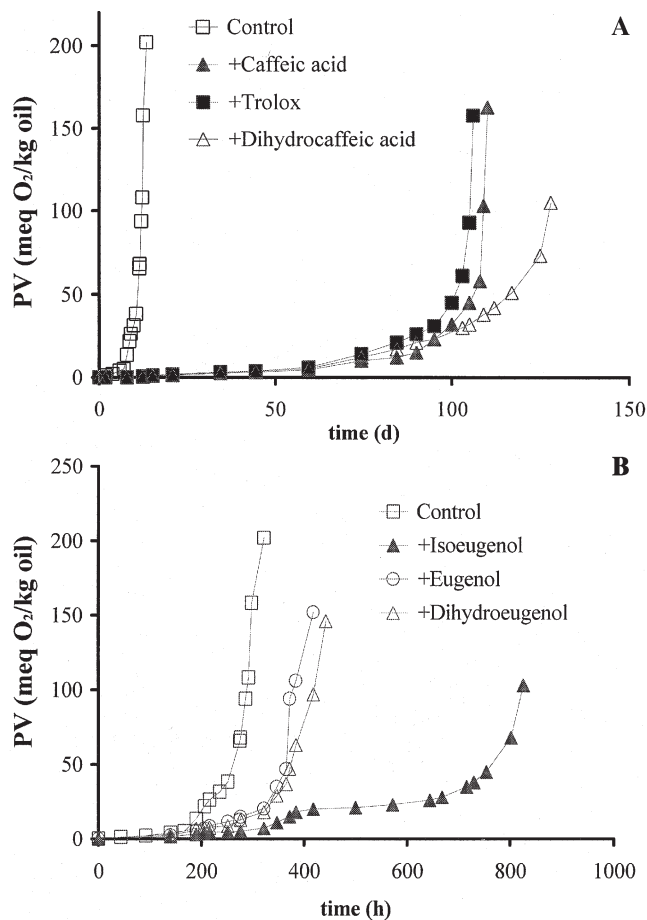 A
Control
+Caffeic acid
+Trolox
+Dihydrocaffeic acid
PV (meq O₂/kg oil)
200
150
100
50
0
0 50 100 150
time (d)
B
Control
+Isoeugenol
+Eugenol
+Dihydroeugenol
PV (meq O₂/kg oil)
250
200
150
100
50
0
0 200 400 600 800 1000
time (h)